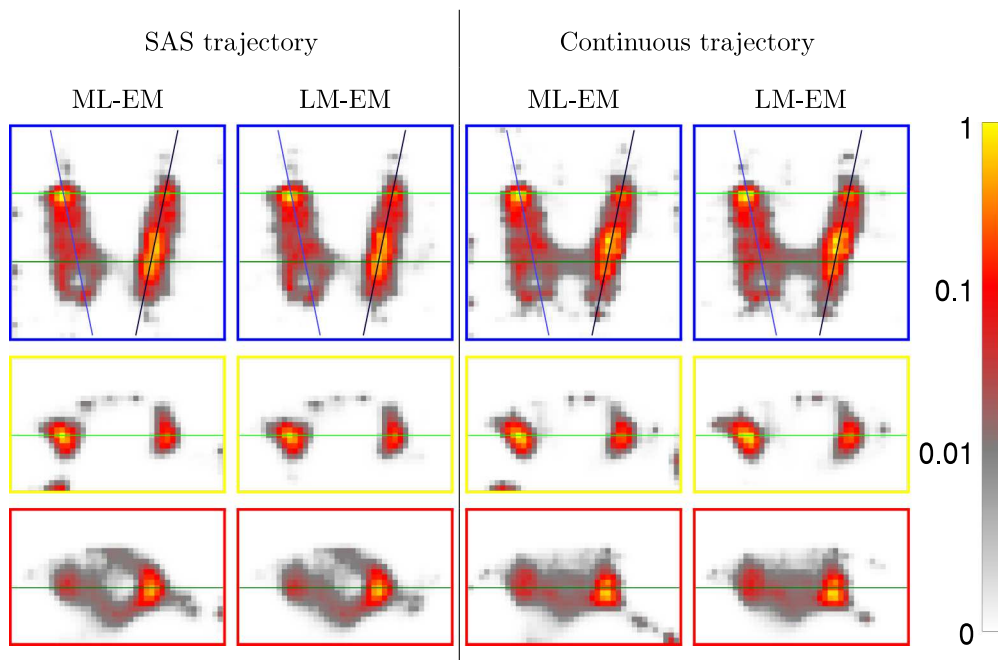 SAS trajectory
Continuous trajectory
ML-EM
LM-EM
ML-EM
LM-EM
1
0.1
0.01
0